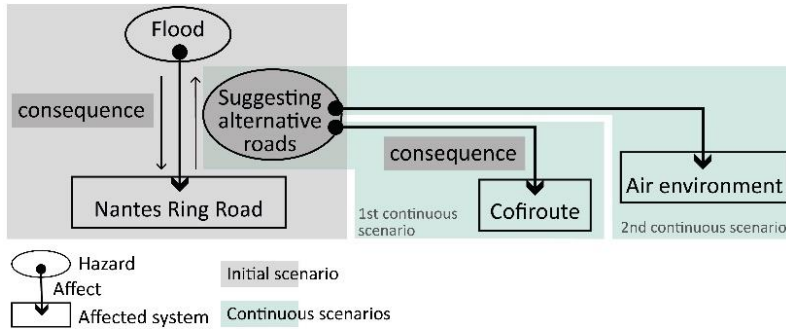 Flood
consequence
Suggesting
alternative
roads
consequence
Nantes Ring Road
1st continuous
scenario
Cofiroute
Air environment
2nd continuous scenario
Hazard
Affect
Affected system
Initial scenario
Continuous scenarios